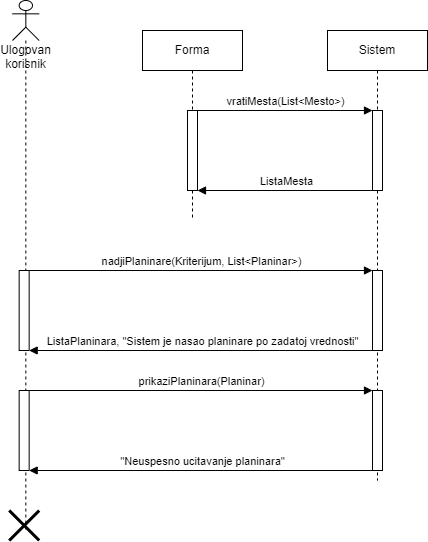 Ulogovan
korisnik
Forma
Sistem
vratiMesta(List<Mesto>)
ListaMesta
nadjiPlaninare(Kriterijum, List<Planinar>)
ListaPlaninara, "Sistem je nasao planinare po zadatoj vrednosti"
prikaziPlaninara(Planinar)
"Neuspesno ucitavanje planinara"